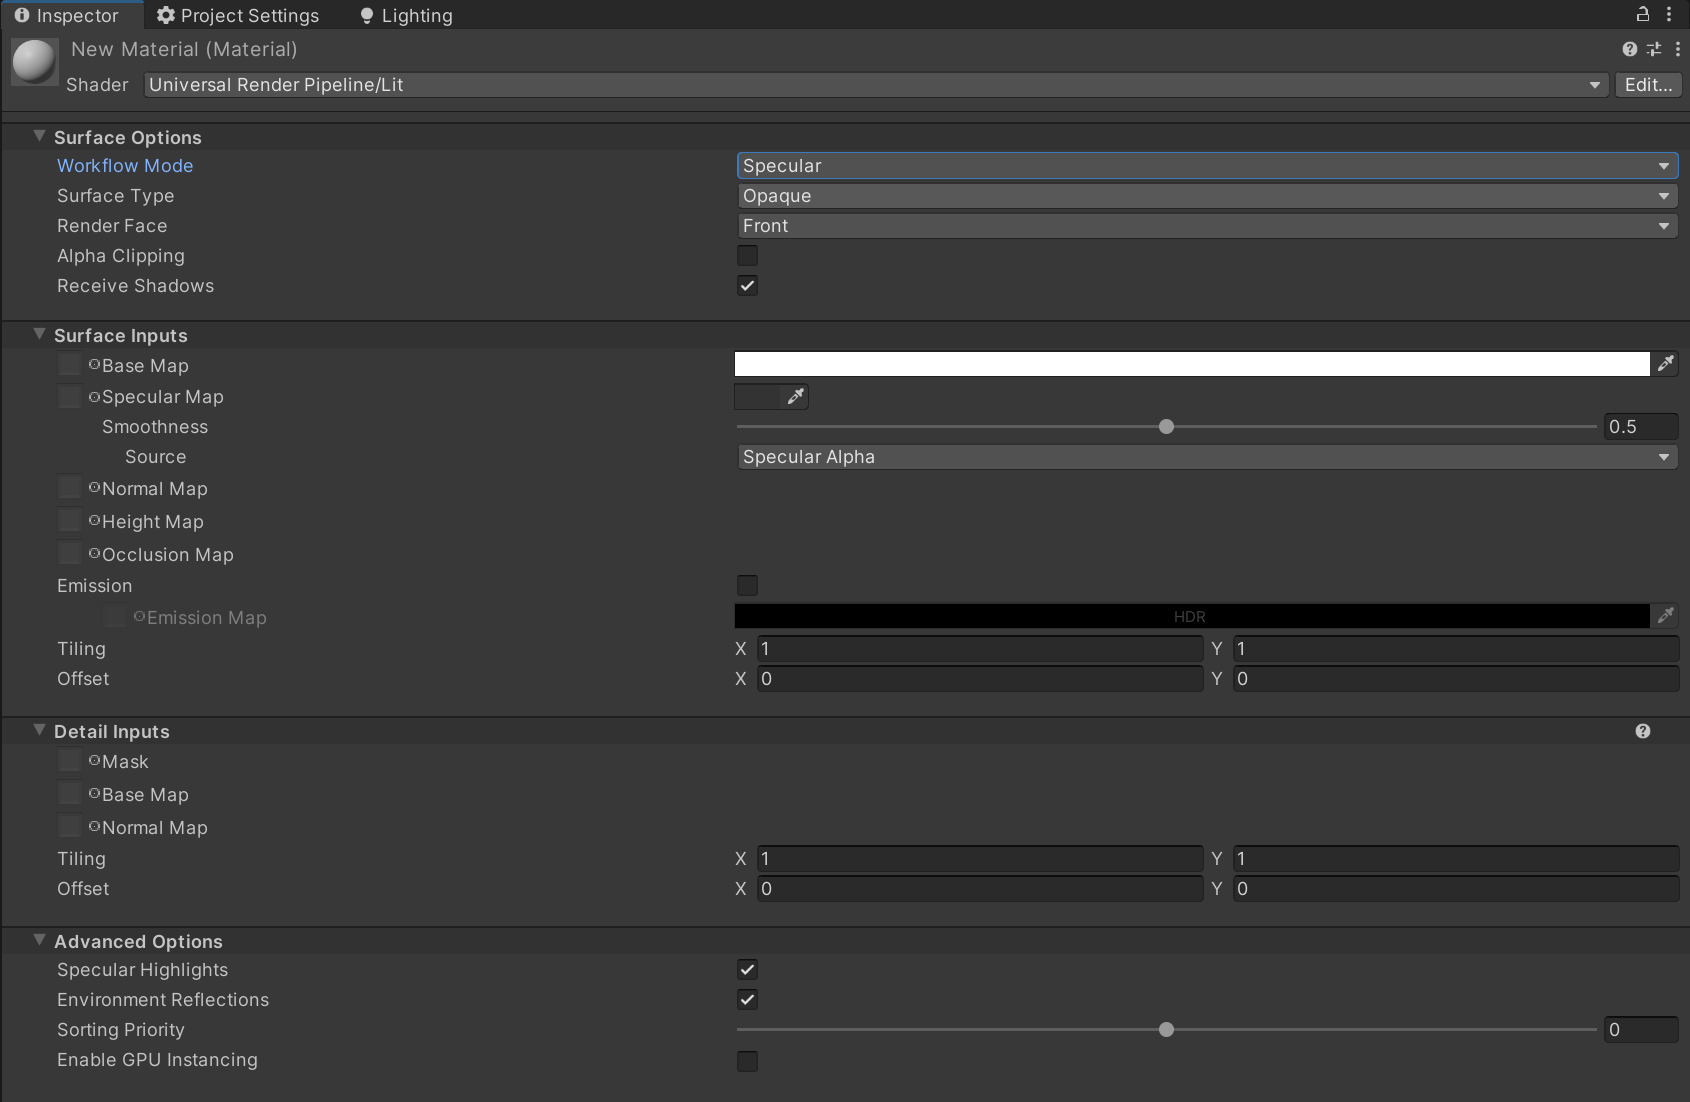 Inspector Project Settings Lighting
New Material (Material)
Shader Universal Render Pipeline/Lit Edit...
Surface Options
Workflow Mode Specular
Surface Type Opaque
Render Face Front
Alpha Clipping
Receive Shadows
Surface Inputs
Base Map
Specular Map
Smoothness 0.5
Source Specular Alpha
Normal Map
Height Map
Occlusion Map
Emission
Emission Map HDR
Tiling X 1 Y 1
Offset X 0 Y 0
Detail Inputs
Mask
Base Map
Normal Map
Tiling X 1 Y 1
Offset X 0 Y 0
Advanced Options
Specular Highlights
Environment Reflections
Sorting Priority 0
Enable GPU Instancing